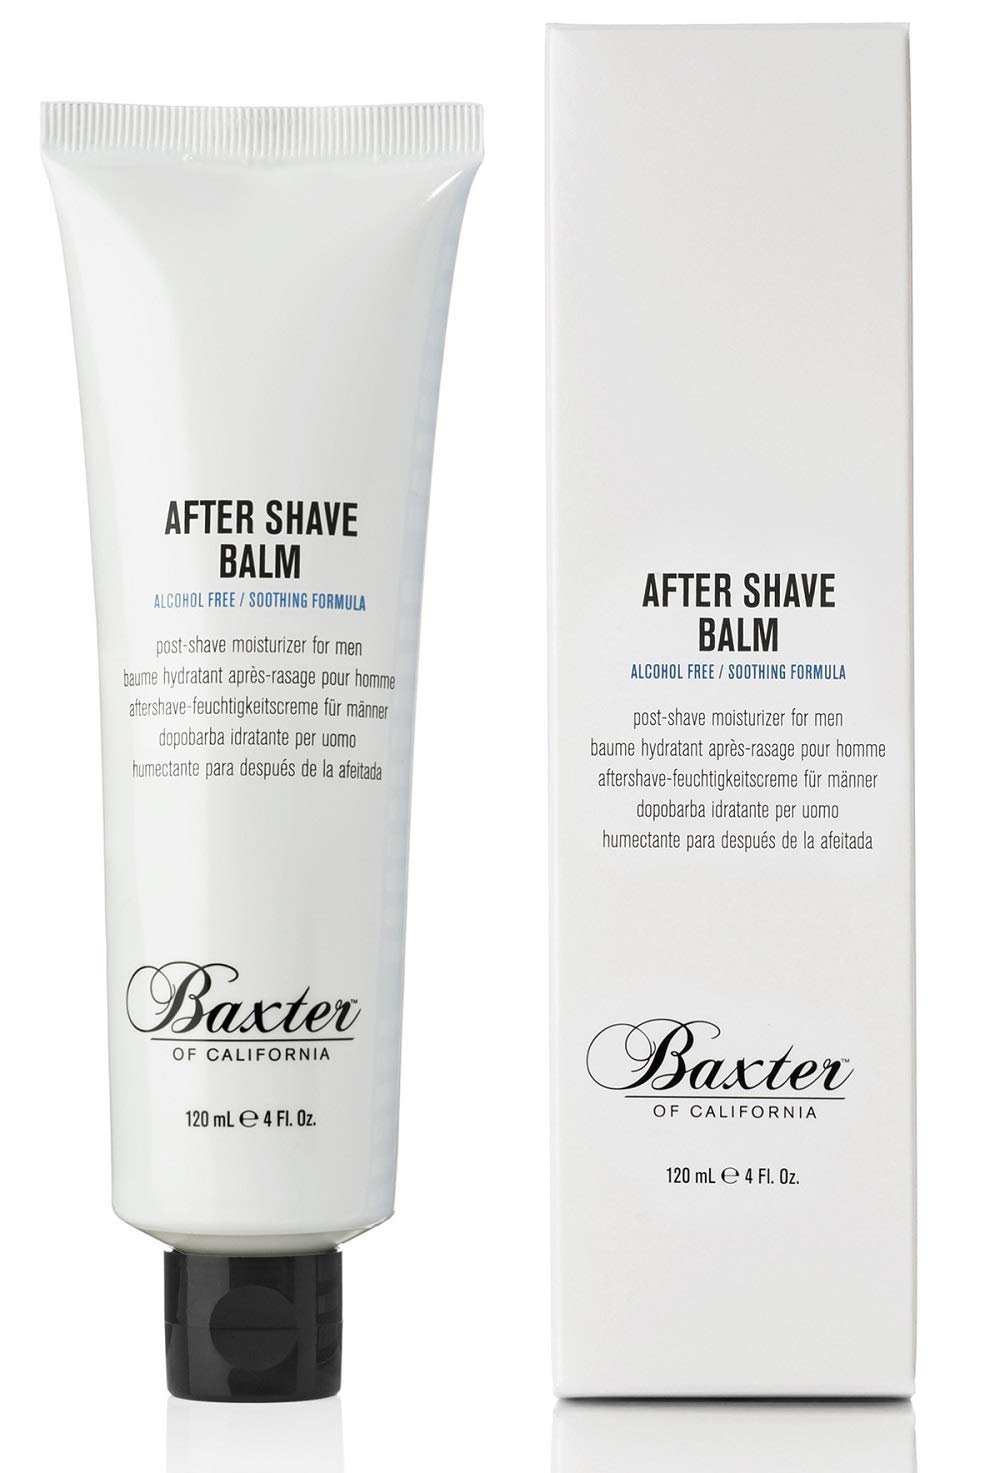 AFTER SHAVE
BALM
ALCOHOL FREE / SOOTHING FORMULA
post-shave moisturizer for men
baume hydratant après-rasage pour homme
aftershave-feuchtigkeitscreme für männer
dopobarba idratante per uomo
humectante para después de la afeitada
Baxter™
OF CALIFORNIA
120 mL ℮ 4 Fl. Oz.
AFTER SHAVE
BALM
ALCOHOL FREE / SOOTHING FORMULA
post-shave moisturizer for men
baume hydratant après-rasage pour homme
aftershave-feuchtigkeitscreme für männer
dopobarba idratante per uomo
humectante para después de la afeitada
Baxter™
OF CALIFORNIA
120 mL ℮ 4 Fl. Oz.